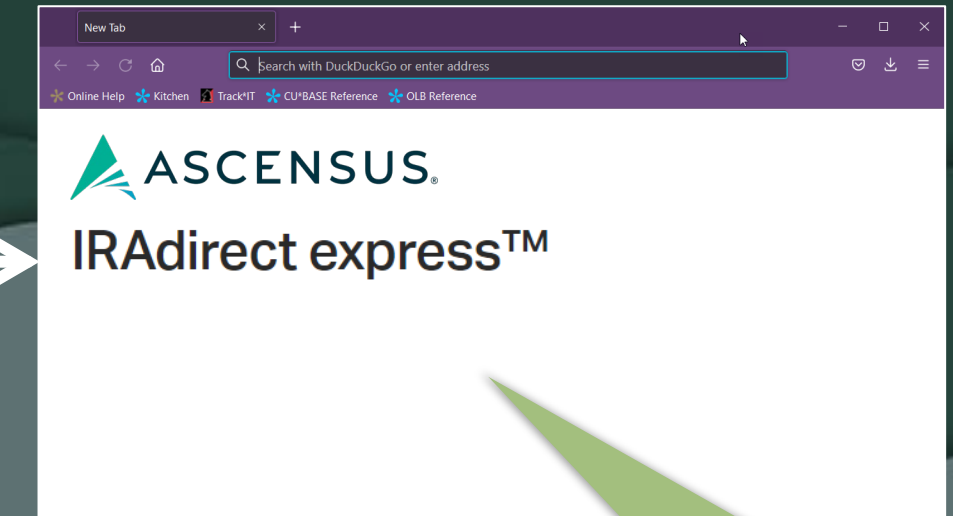 New Tab
Search with DuckDuckGo or enter address
Online Help Kitchen Track*IT CU*BASE Reference OLB Reference
ASCENSUS®
IRAdirect express™